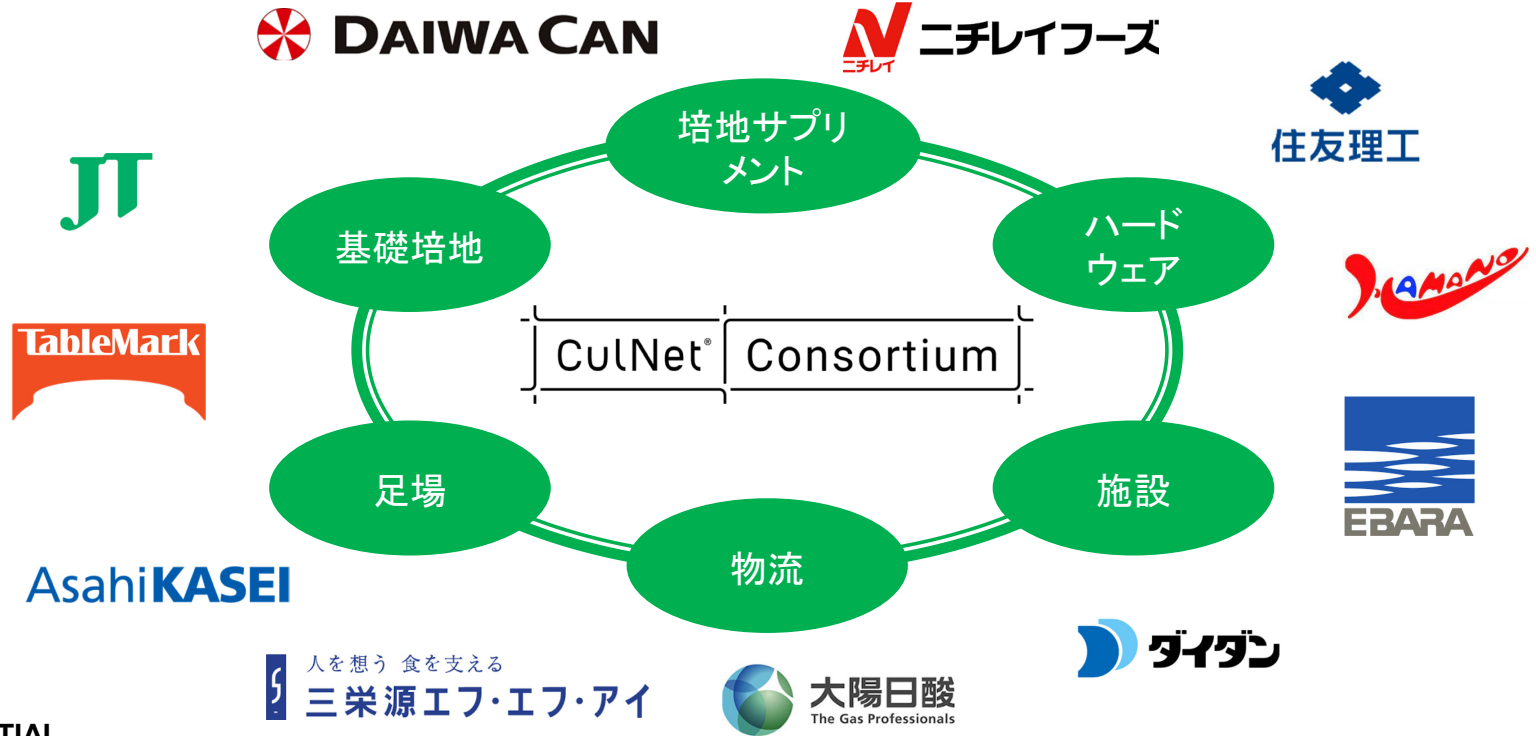 DAIWA CAN
ニチレイ
ニチレイフーズ
住友理工
JT
培地サプリ
メント
基礎培地
ハード
ウェア
HAMANO
TableMark
CulNet® Consortium
足場
施設
EBARA
物流
AsahiKASEI
人を想う 食を支える
三栄源エフ・エフ・アイ
大陽日酸
The Gas Professionals
ダイダン